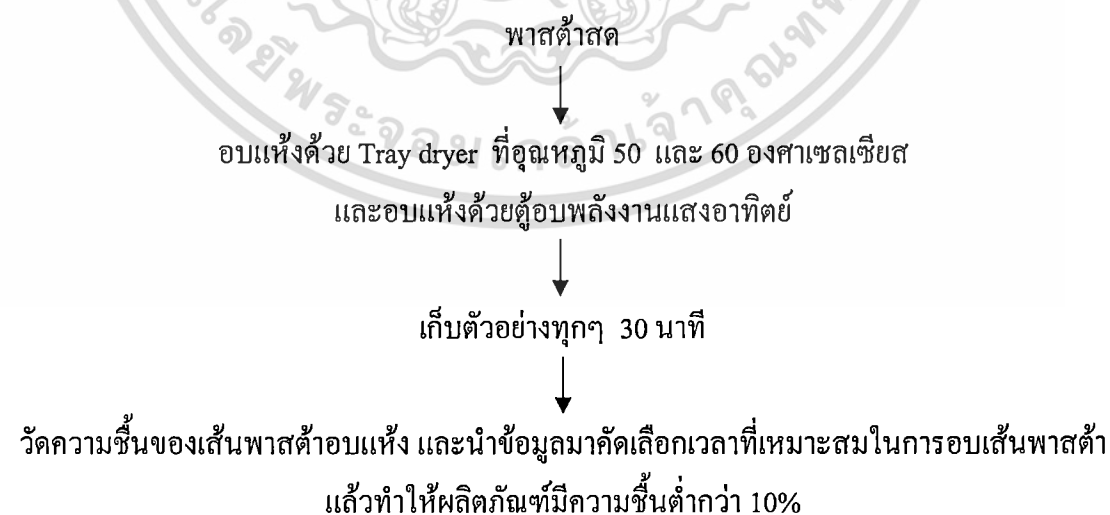 พาสต้าสด
อบแห้งด้วย Tray dryer ที่อุณหภูมิ 50 และ 60 องศาเซลเซียส
และอบแห้งด้วยตู้อบพลังงานแสงอาทิตย์
เก็บตัวอย่างทุกๆ 30 นาที
วัดความชื้นของเส้นพาสต้าอบแห้ง และนำข้อมูลมาคัดเลือกเวลาที่เหมาะสมในการอบเส้นพาสต้า
แล้วทำให้ผลิตภัณฑ์มีความชื้นต่ำกว่า 10%